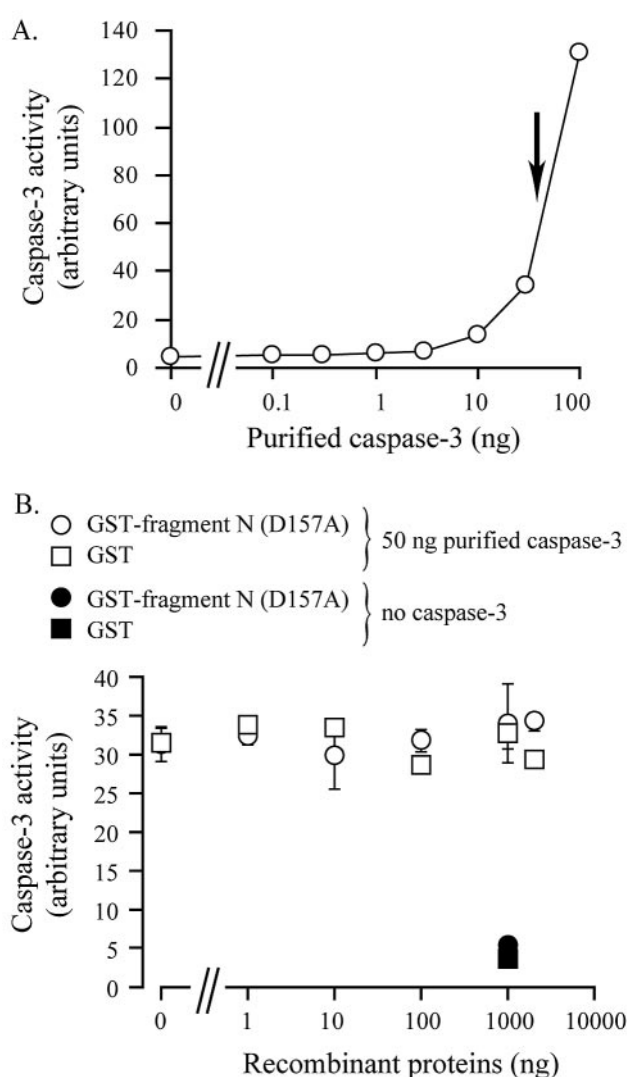 A.
Caspase-3 activity
(arbitrary units)
140
120
100
80
60
40
20
0
0
0.1
1
10
100
Purified caspase-3 (ng)
B.
GST-fragment N (D157A)
GST
50 ng purified caspase-3
GST-fragment N (D157A)
GST
no caspase-3
Caspase-3 activity
(arbitrary units)
40
35
30
25
20
15
10
5
0
0
1
10
100
1000
10000
Recombinant proteins (ng)